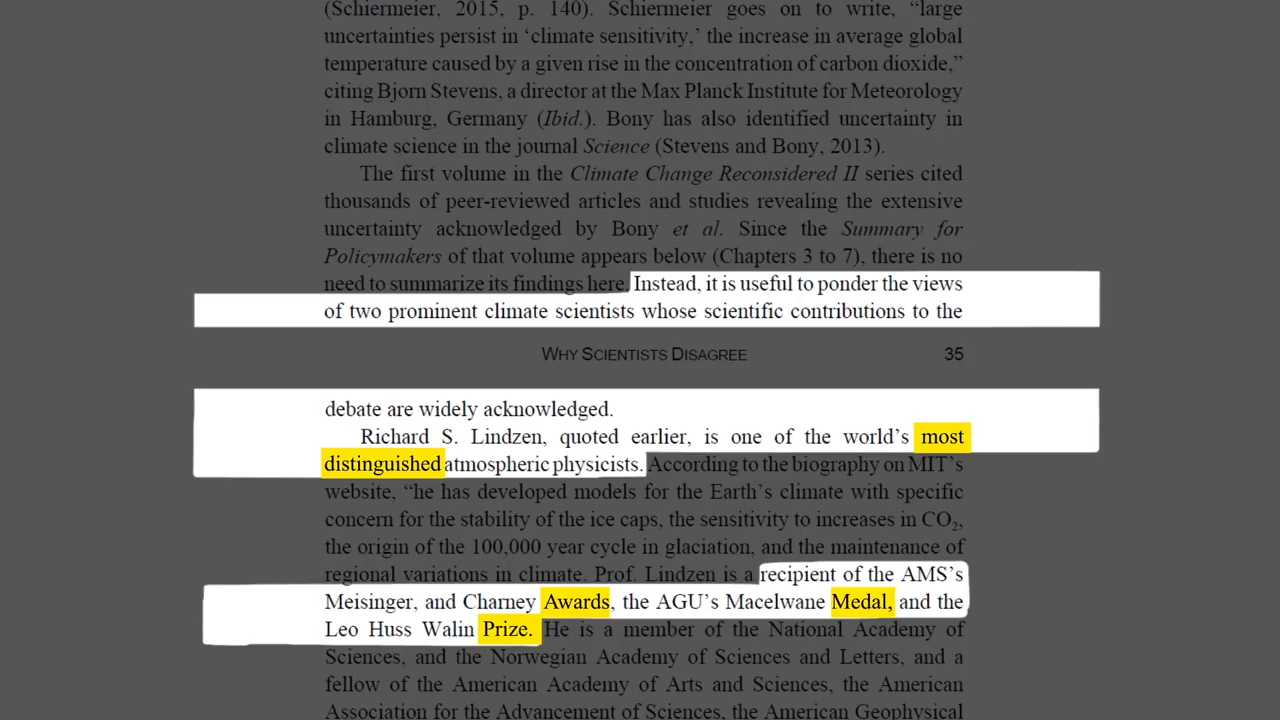 (Schiermeier, 2015, p. 140). Schiermeier goes on to write, “large
uncertainties persist in ‘climate sensitivity,’ the increase in average global
temperature caused by a given rise in the concentration of carbon dioxide,”
citing Bjorn Stevens, a director at the Max Planck Institute for Meteorology
in Hamburg, Germany (Ibid.). Bony has also identified uncertainty in
climate science in the journal Science (Stevens and Bony, 2013).
The first volume in the Climate Change Reconsidered II series cited
thousands of peer-reviewed articles and studies revealing the extensive
uncertainty acknowledged by Bony et al. Since the Summary for
Policymakers of that volume appears below (Chapters 3 to 7), there is no
need to summarize its findings here. Instead, it is useful to ponder the views
of two prominent climate scientists whose scientific contributions to the
WHY SCIENTISTS DISAGREE 35
debate are widely acknowledged.
Richard S. Lindzen, quoted earlier, is one of the world’s most
distinguished atmospheric physicists. According to the biography on MIT’s
website, “he has developed models for the Earth’s climate with specific
concern for the stability of the ice caps, the sensitivity to increases in CO₂,
the origin of the 100,000 year cycle in glaciation, and the maintenance of
regional variations in climate. Prof. Lindzen is a recipient of the AMS’s
Meisinger, and Charney Awards, the AGU’s Macelwane Medal, and the
Leo Huss Walin Prize. He is a member of the National Academy of
Sciences, and the Norwegian Academy of Sciences and Letters, and a
fellow of the American Academy of Arts and Sciences, the American
Association for the Advancement of Sciences, the American Geophysical